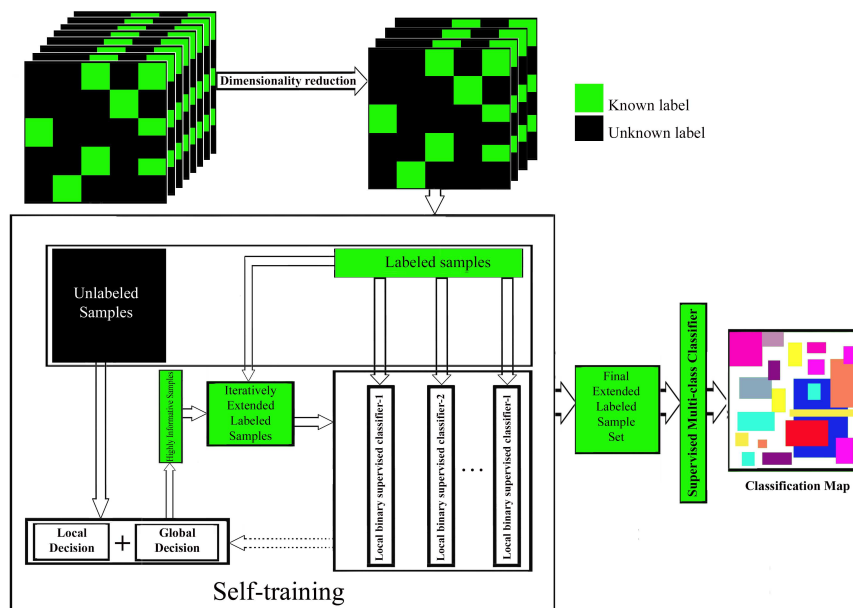 Dimensionality reduction
Known label
Unknown label
Labeled samples
Unlabeled
Samples
Highly Informative Samples
Iteratively
Extended
Labeled
Samples
Local binary supervised classifier-1
Local binary supervised classifier-2
...
Local binary supervised classifier-1
Final
Extended
Labeled
Sample
Set
Supervised Multi-class Classifier
Classification Map
Local
Decision
+
Global
Decision
Self-training